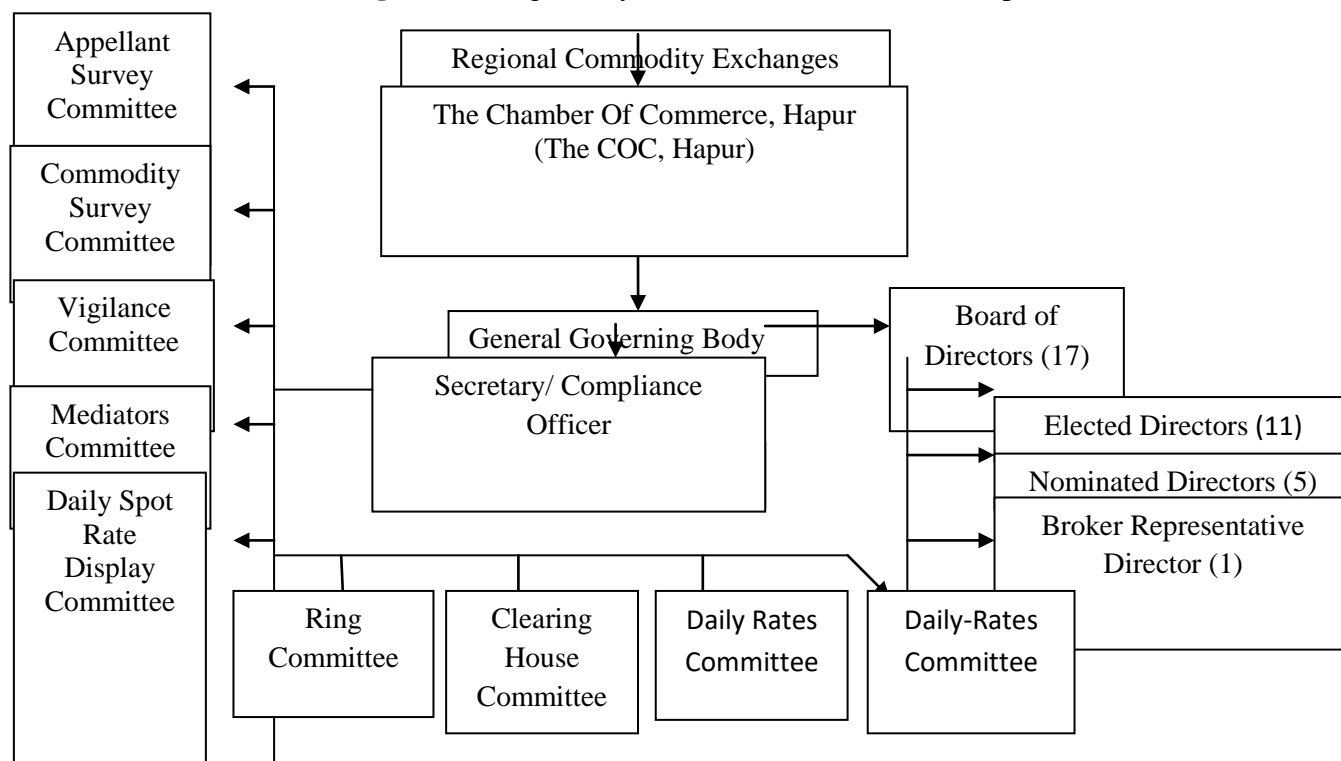 Appellant
Survey
Committee
Regional Commodity Exchanges
The Chamber Of Commerce, Hapur
(The COC, Hapur)
Commodity
Survey
Committee
Vigilance
Committee
General Governing Body
Board of
Directors (17)
Secretary/ Compliance
Officer
Mediators
Committee
Elected Directors (11)
Nominated Directors (5)
Broker Representative
Director (1)
Daily Spot
Rate
Display
Committee
Ring
Committee
Clearing
House
Committee
Daily Rates
Committee
Daily-Rates
Committee